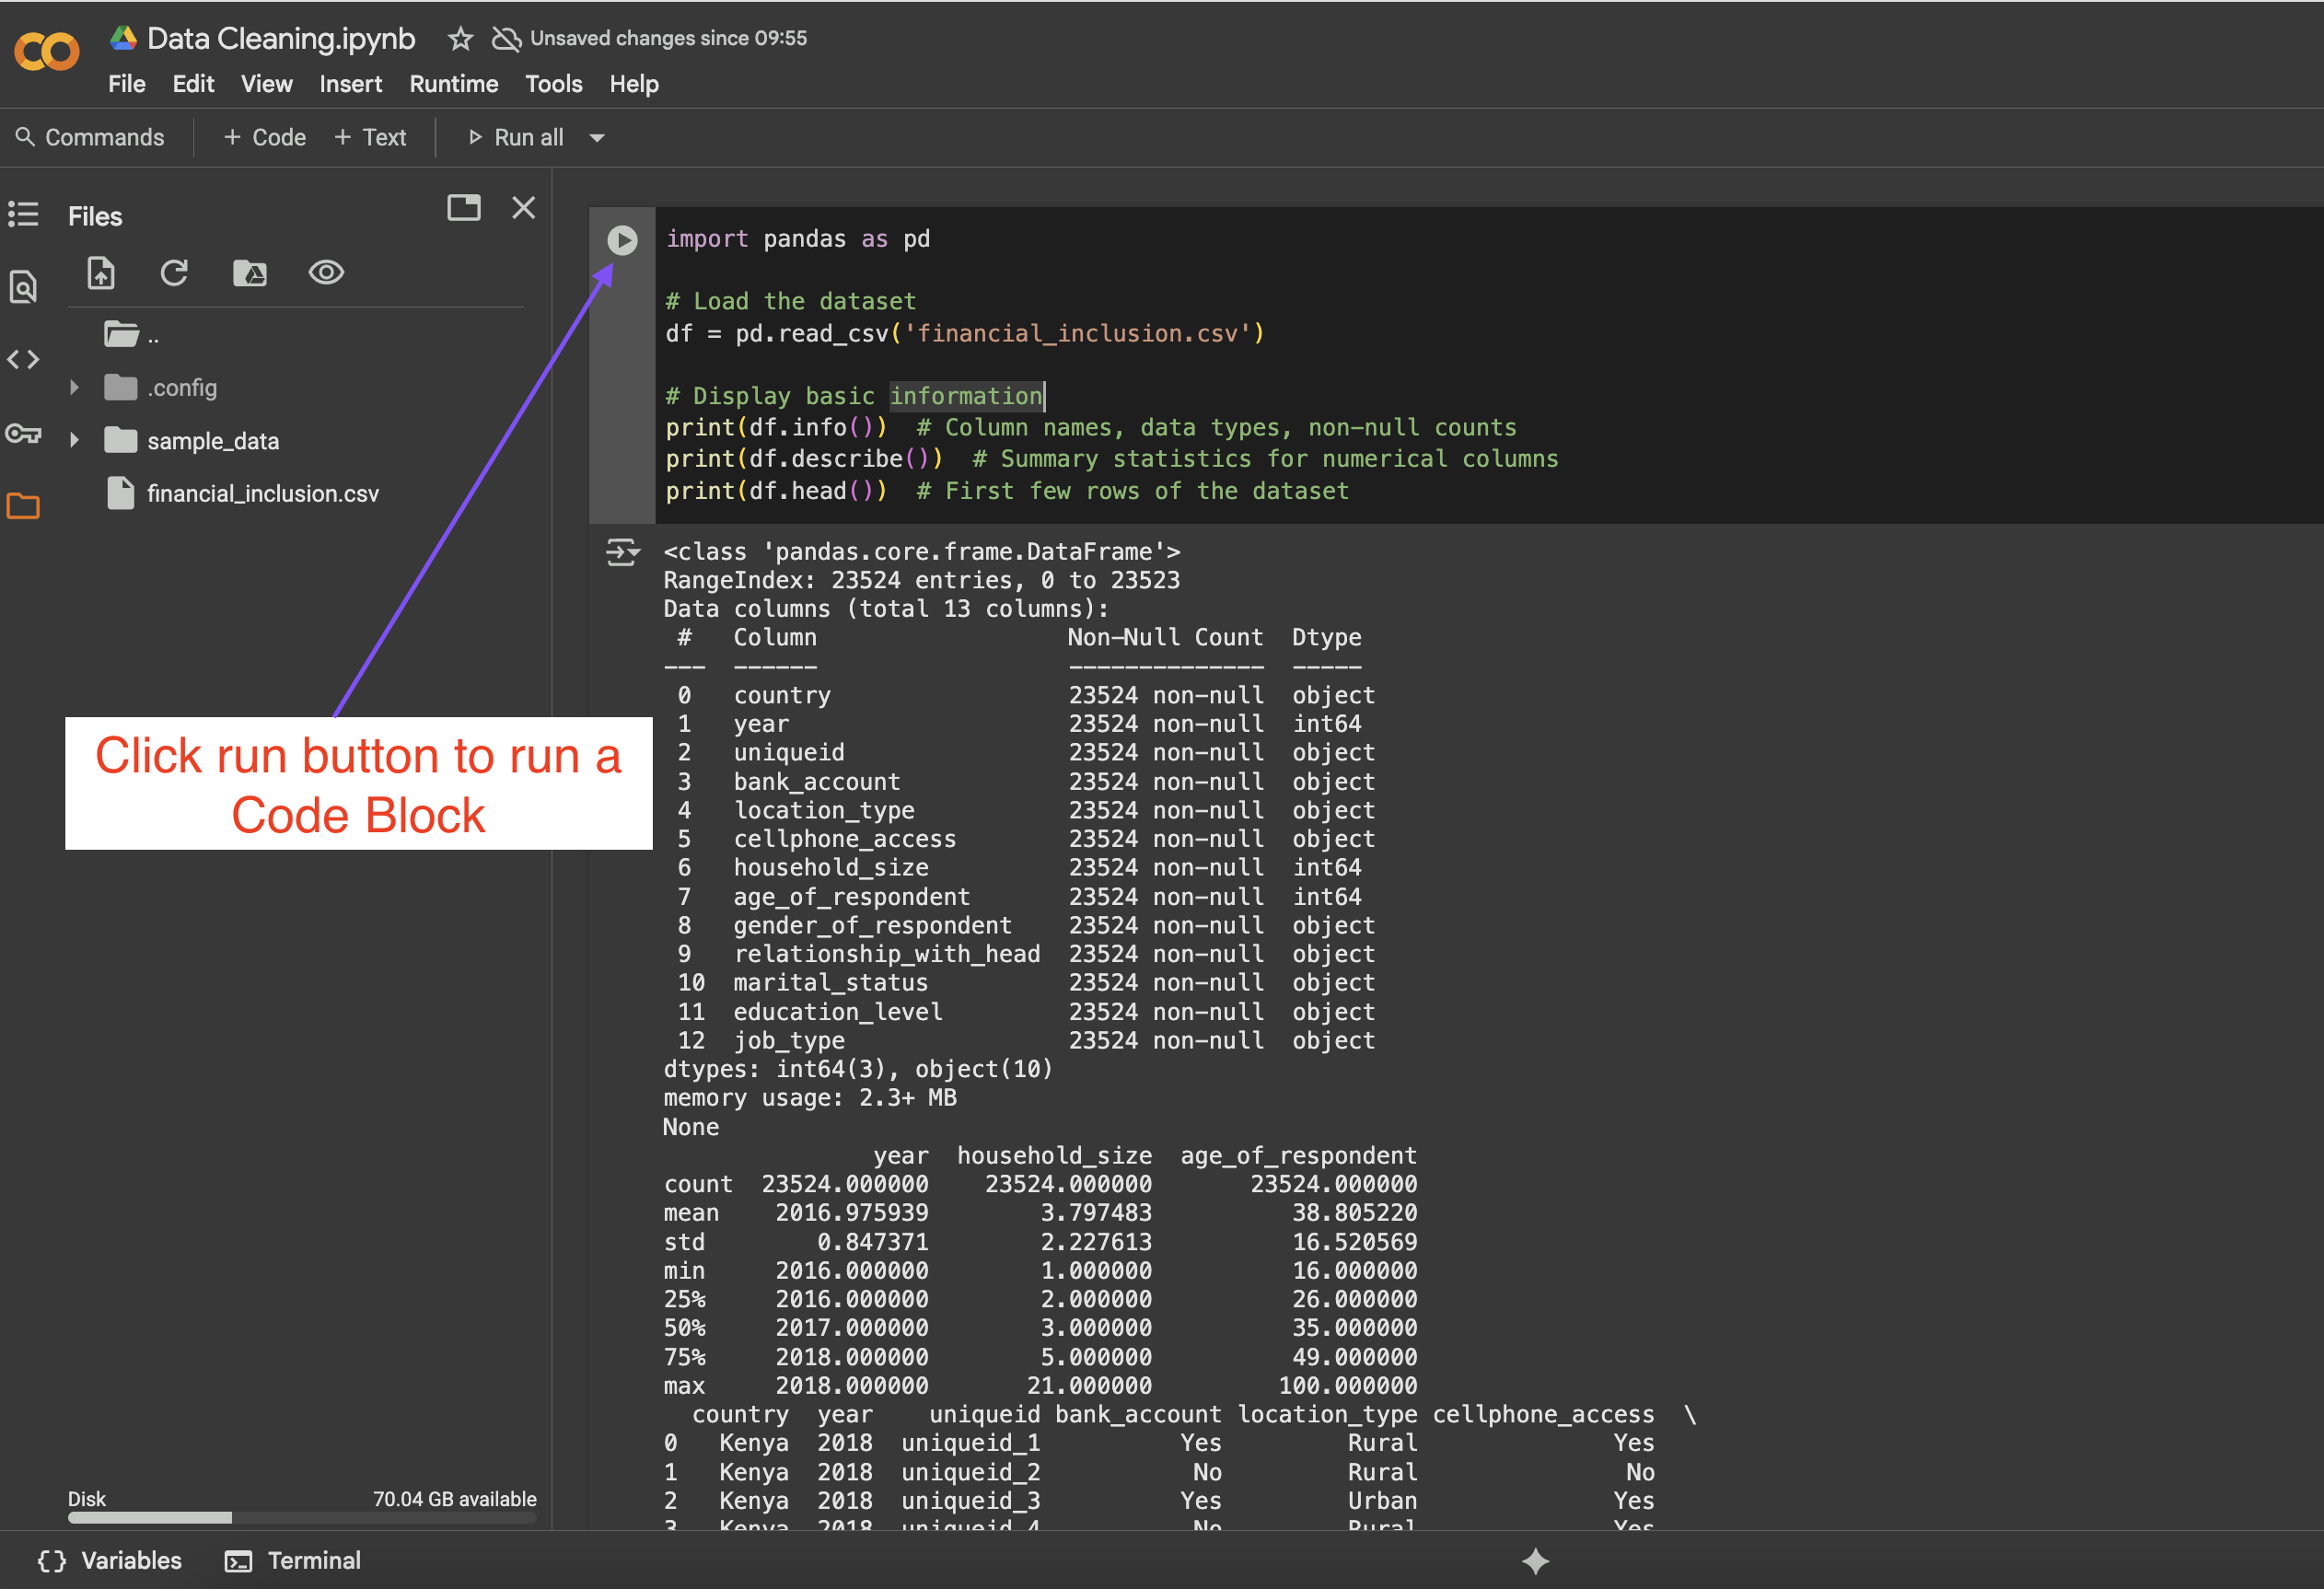 Data Cleaning.ipynb Unsaved changes since 09:55
File Edit View Insert Runtime Tools Help
Commands + Code + Text Run all
Files
..
.config
sample_data
financial_inclusion.csv
Click run button to run a
Code Block
Disk 70.04 GB available
import pandas as pd
# Load the dataset
df = pd.read_csv('financial_inclusion.csv')
# Display basic information
print(df.info())  # Column names, data types, non-null counts
print(df.describe())  # Summary statistics for numerical columns
print(df.head())  # First few rows of the dataset
<class 'pandas.core.frame.DataFrame'>
RangeIndex: 23524 entries, 0 to 23523
Data columns (total 13 columns):
 #   Column                  Non-Null Count  Dtype
---  ------                  --------------  -----
 0   country                 23524 non-null  object
 1   year                    23524 non-null  int64
 2   uniqueid                23524 non-null  object
 3   bank_account            23524 non-null  object
 4   location_type           23524 non-null  object
 5   cellphone_access        23524 non-null  object
 6   household_size          23524 non-null  int64
 7   age_of_respondent       23524 non-null  int64
 8   gender_of_respondent    23524 non-null  object
 9   relationship_with_head  23524 non-null  object
 10  marital_status          23524 non-null  object
 11  education_level         23524 non-null  object
 12  job_type                23524 non-null  object
dtypes: int64(3), object(10)
memory usage: 2.3+ MB
None
               year  household_size  age_of_respondent
count  23524.000000    23524.000000       23524.000000
mean    2016.975939        3.797483          38.805220
std        0.847371        2.227613          16.520569
min     2016.000000        1.000000          16.000000
25%     2016.000000        2.000000          26.000000
50%     2017.000000        3.000000          35.000000
75%     2018.000000        5.000000          49.000000
max     2018.000000       21.000000         100.000000
  country  year    uniqueid bank_account location_type cellphone_access  \
0   Kenya  2018  uniqueid_1          Yes         Rural              Yes
1   Kenya  2018  uniqueid_2           No         Rural               No
2   Kenya  2018  uniqueid_3          Yes         Urban              Yes
3   Kenya  2018  uniqueid_4           No         Rural              Yes
{} Variables Terminal